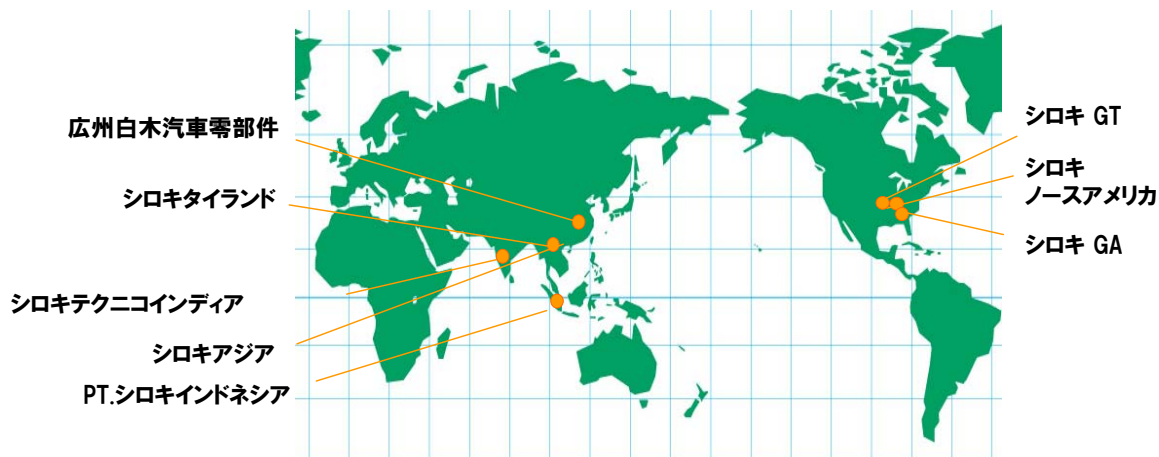 広州白木汽車零部件
シロキタイランド
シロキテクニコインディア
シロキアジア
PT.シロキインドネシア
シロキ GT
シロキ
ノースアメリカ
シロキ GA